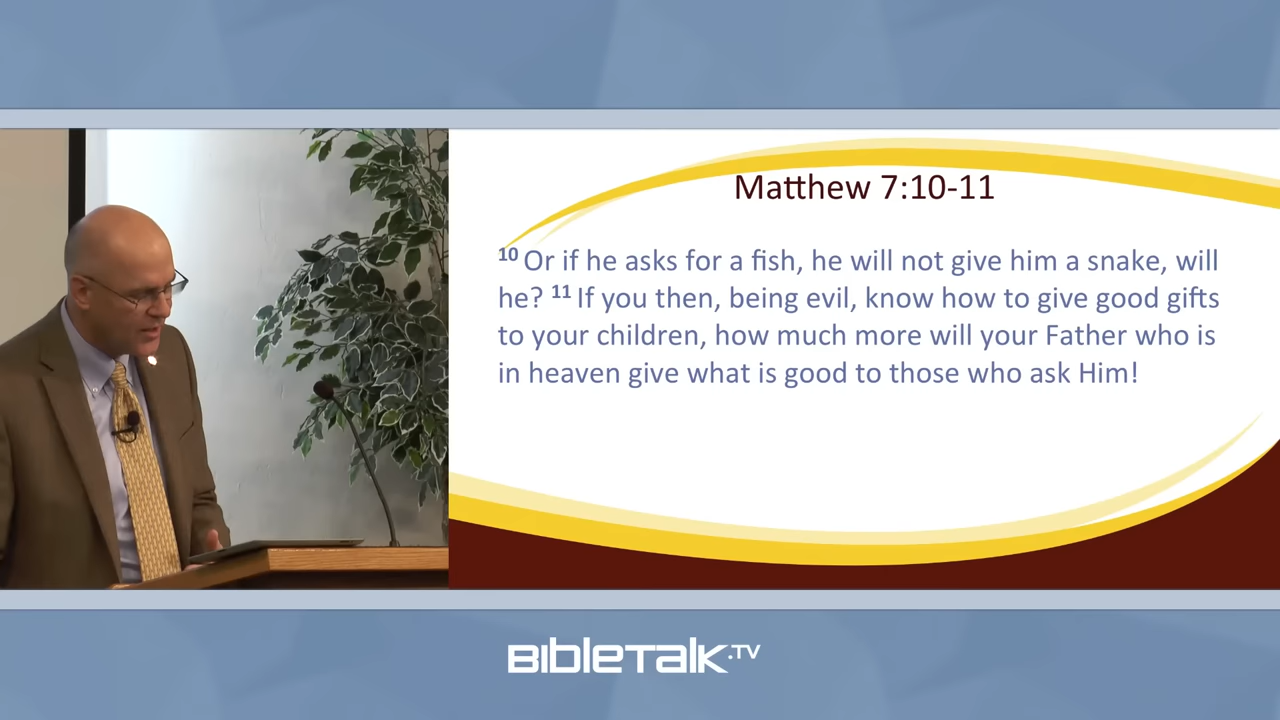 Matthew 7:10-11
10 Or if he asks for a fish, he will not give him a snake, will
he? 11 If you then, being evil, know how to give good gifts
to your children, how much more will your Father who is
in heaven give what is good to those who ask Him!
BibleTalk.TV